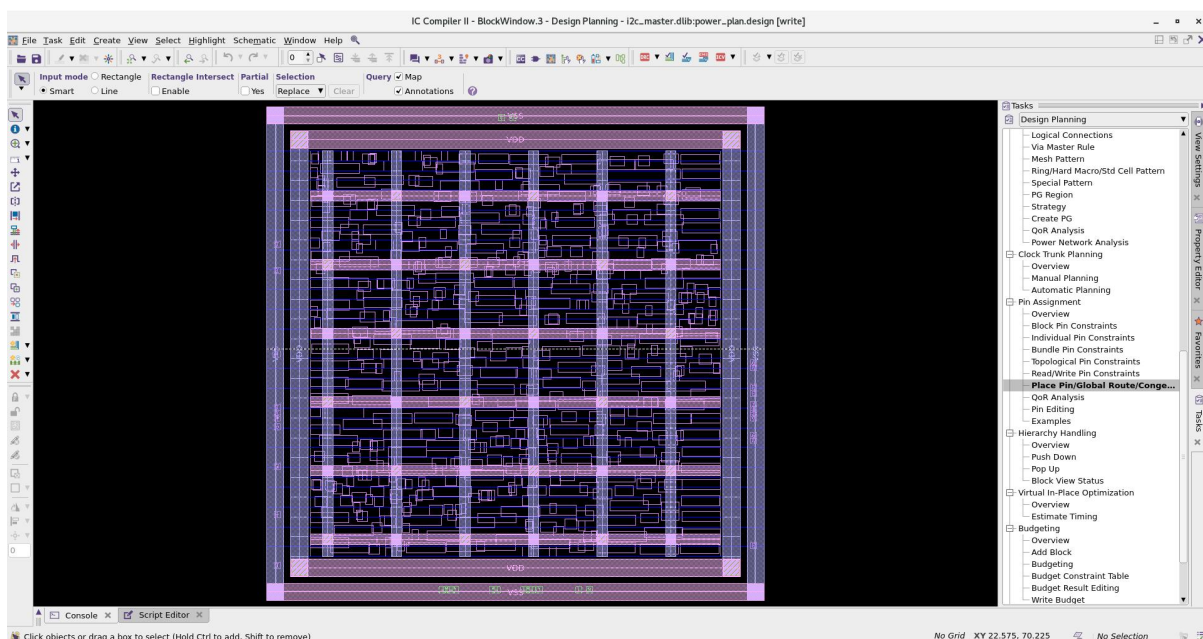 IC Compiler II - BlockWindow.3 - Design Planning - i2c_master.dlib:power_plan.design [write]
File Task Edit Create View Select Highlight Schematic Window Help
0
Input mode Rectangle Rectangle Intersect Partial Selection Query Map
Smart Line Enable Yes Replace Clear Annotations
Tasks
Design Planning
Logical Connections
Via Master Rule
Mesh Pattern
Ring/Hard Macro/Std Cell Pattern
Special Pattern
PG Region
Strategy
Create PG
QoR Analysis
Power Network Analysis
Clock Trunk Planning
Overview
Manual Planning
Automatic Planning
Pin Assignment
Overview
Block Pin Constraints
Individual Pin Constraints
Bundle Pin Constraints
Topological Pin Constraints
Read/Write Pin Constraints
Place Pin/Global Route/Conge...
QoR Analysis
Pin Editing
Examples
Hierarchy Handling
Overview
Push Down
Pop Up
Block View Status
Virtual In-Place Optimization
Overview
Estimate Timing
Budgeting
Overview
Add Block
Budgeting
Budget Constraint Table
Budget Result Editing
Write Budget
View Settings
Property Editor
Favorites
Tasks
VSS
VDD
VDD
VSS
0
Console Script Editor
Click objects or drag a box to select (Hold Ctrl to add, Shift to remove)
No Grid XY 22.575, 70.225 No Selection